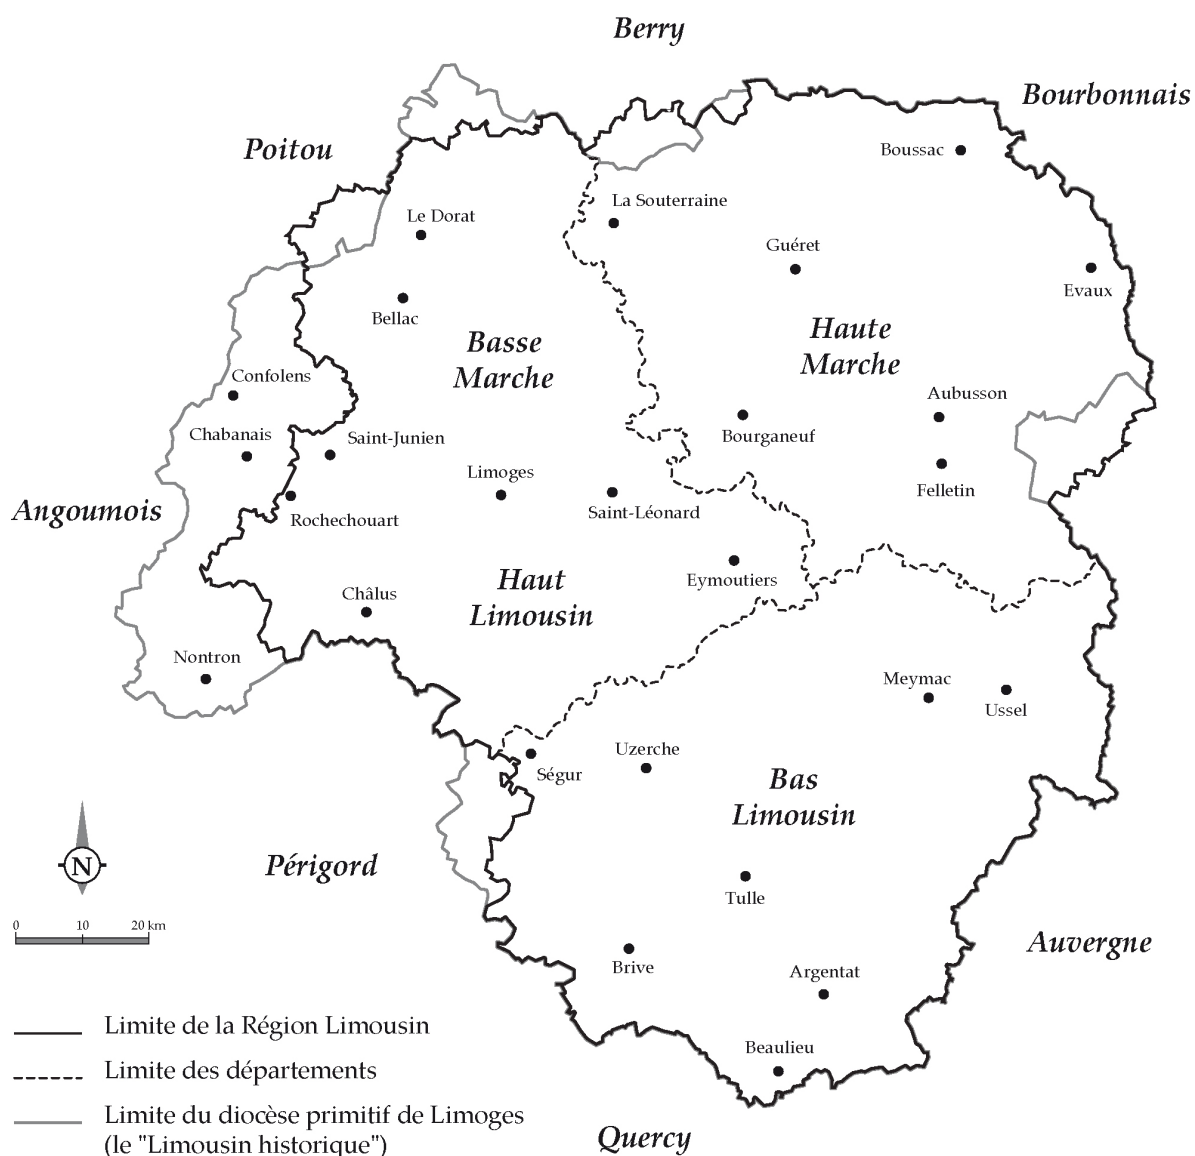 Berry
Bourbonnais
Poitou
Boussac
La Souterraine
Le Dorat
Guéret
Evaux
Bellac
Haute
Marche
Basse
Marche
Confolens
Aubusson
Chabanais
Saint-Junien
Bourganeuf
Limoges
Felletin
Angoumois
Rochechouart
Saint-Léonard
Haut
Limousin
Eymoutiers
Châlus
Nontron
Meymac
Ussel
Uzerche
Ségur
Bas
Limousin
N
Périgord
Tulle
0 10 20 km
Auvergne
Brive
Argentat
Limite de la Région Limousin
Beaulieu
Limite des départements
Limite du diocèse primitif de Limoges
(le "Limousin historique")
Quercy